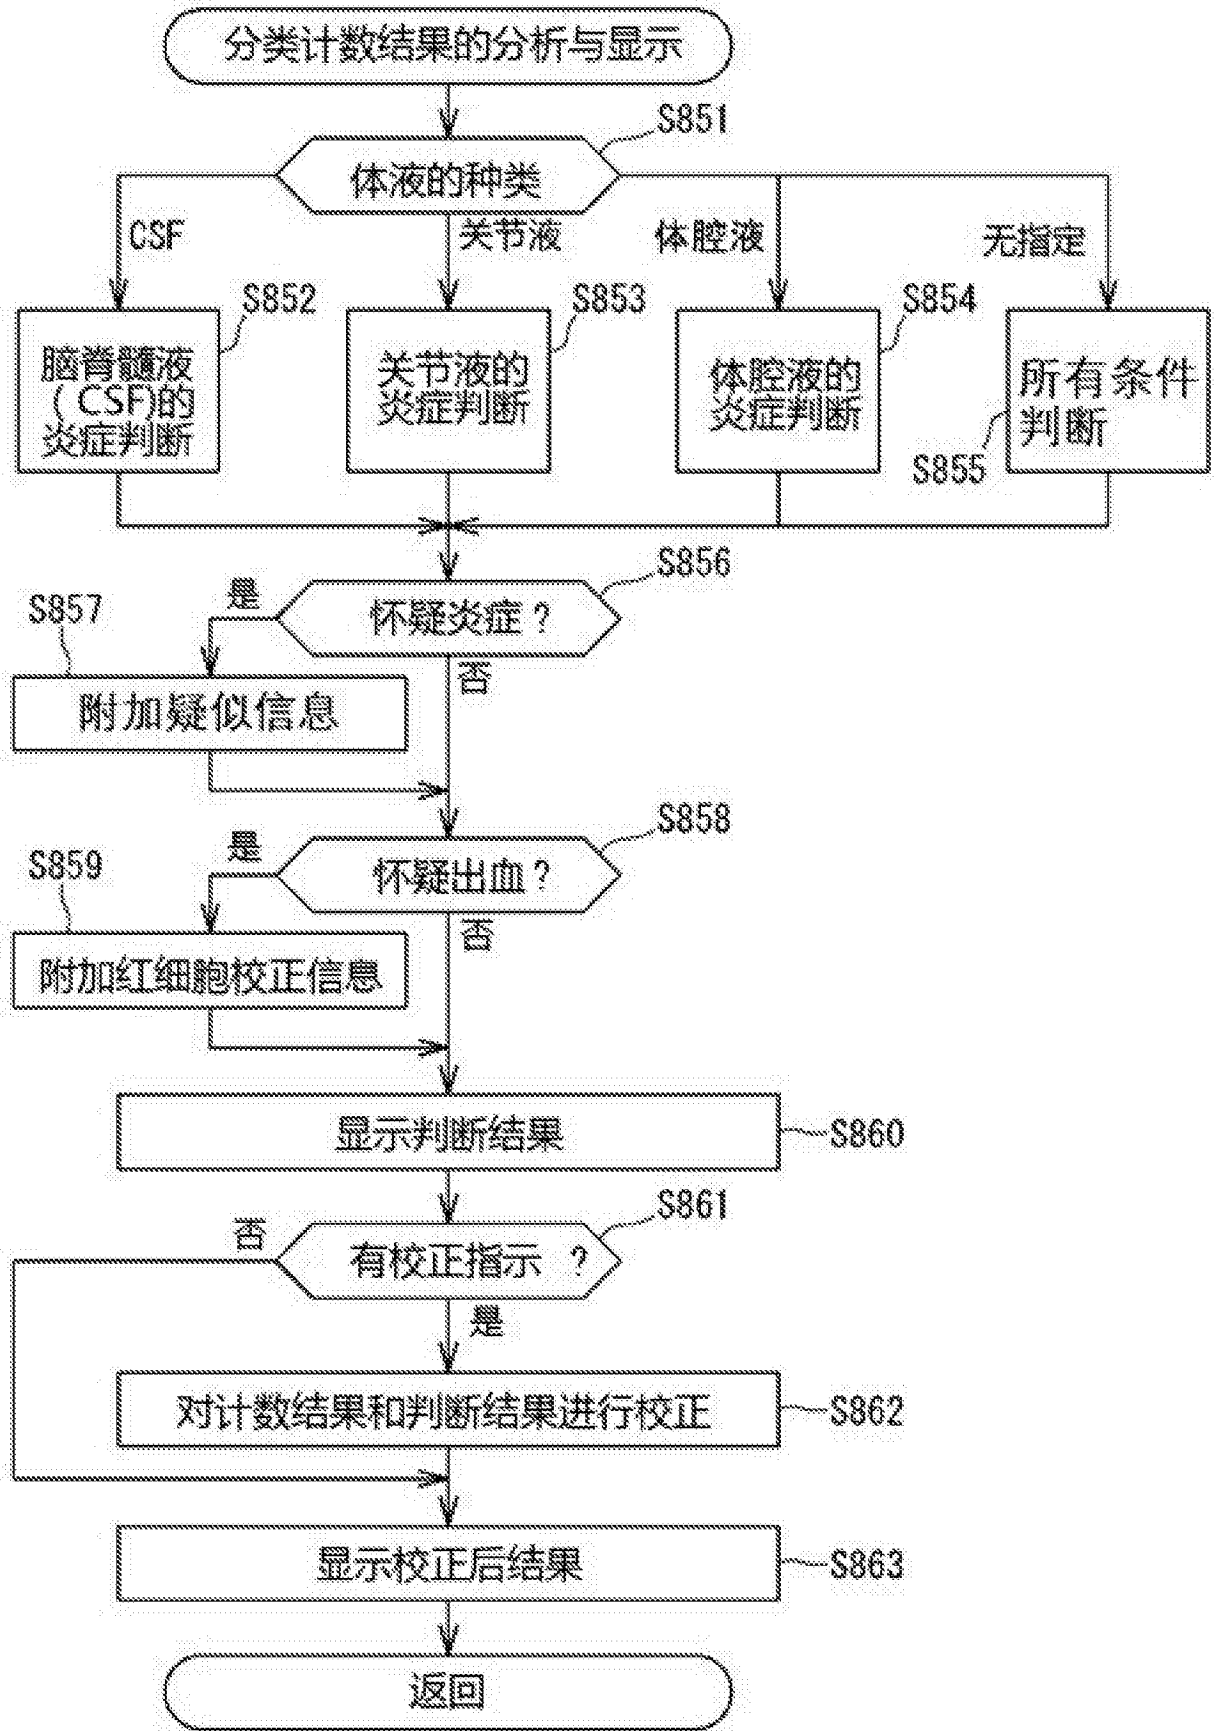 分类计数结果的分析与显示
S851
体液的种类
CSF
关节液
体腔液
无指定
S852
S853
S854
脑脊髓液
(CSF)的
炎症判断
关节液的
炎症判断
体腔液的
炎症判断
所有条件
判断
S855
S856
怀疑炎症?
是
否
S857
附加疑似信息
S858
怀疑出血?
是
否
S859
附加红细胞校正信息
显示判断结果
S860
S861
有校正指示 ?
否
是
对计数结果和判断结果进行校正
S862
显示校正后结果
S863
返回